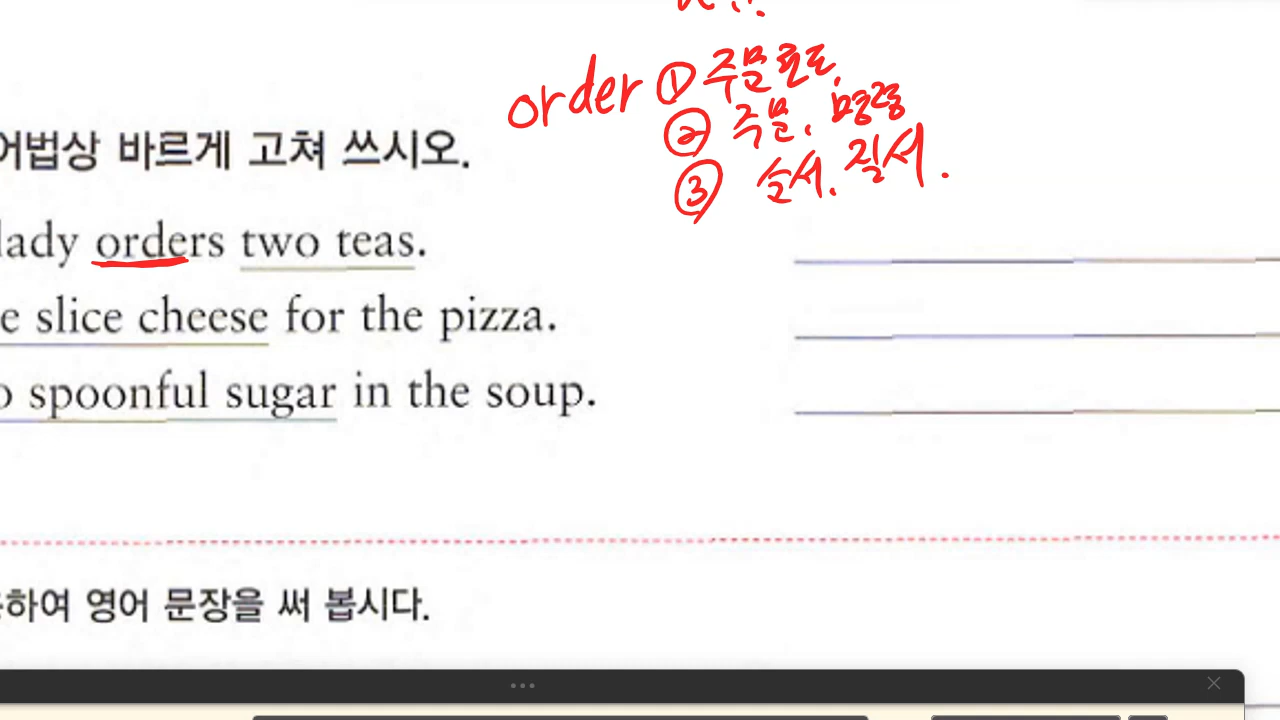 order ① 주문
② 주문, 명령
③ 순서, 질서.
어법상 바르게 고쳐 쓰시오.
lady orders two teas.
e slice cheese for the pizza.
o spoonful sugar in the soup.
하여 영어 문장을 써 봅시다.